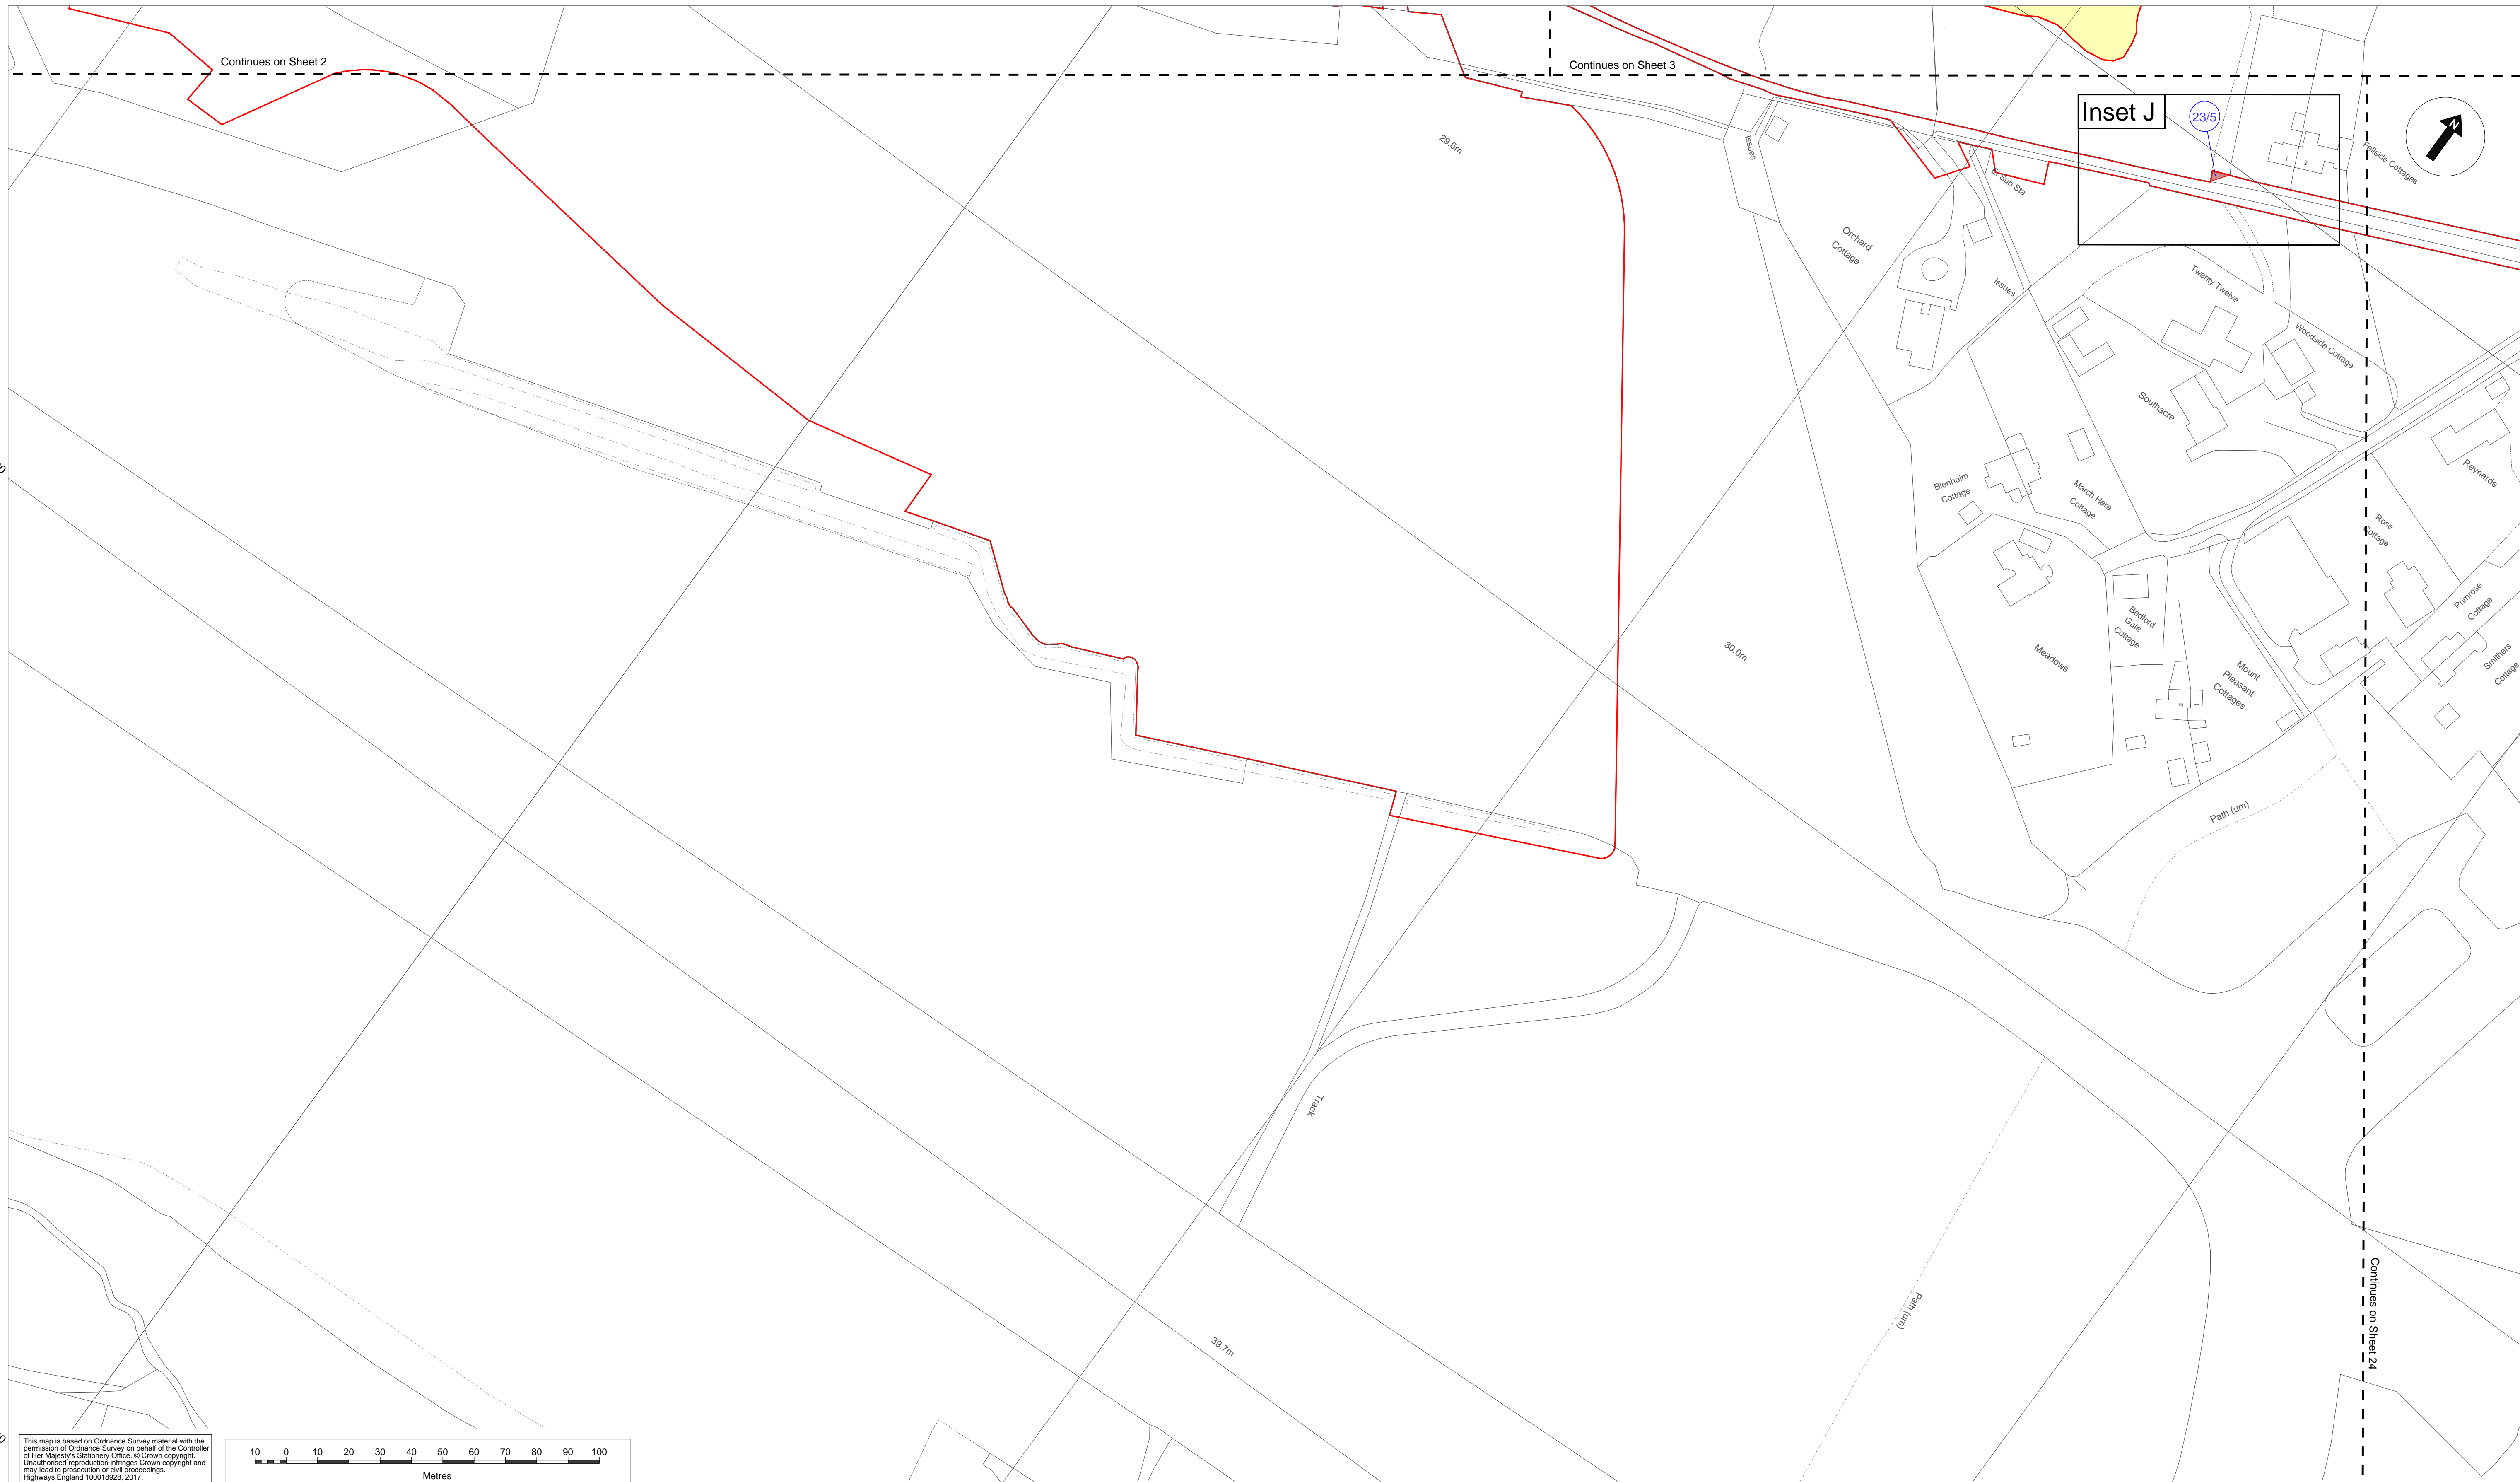 Continues on Sheet 2
Continues on Sheet 3
Inset J
23/5
N
1
2
Fellside Cottages
29.6m
Issues
El Sub Sta
Orchard
Cottage
Issues
Twenty Twelve
Woodside Cottage
Southacre
Reynards
Blenheim
Cottage
March Hare
Cottage
Rose
Cottage
Primrose
Cottage
Bedford
Gate
Cottage
Smithers
Cottage
30.0m
Meadows
Mount
Pleasant
Cottages
2
1
Path (um)
Track
Path (um)
Continues on Sheet 24
39.7m
This map is based on Ordnance Survey material with the
permission of Ordnance Survey on behalf of the Controller
of Her Majesty's Stationery Office. © Crown copyright.
Unauthorised reproduction infringes Crown copyright and
may lead to prosecution or civil proceedings.
Highways England 100018928, 2017.
10 0 10 20 30 40 50 60 70 80 90 100
Metres